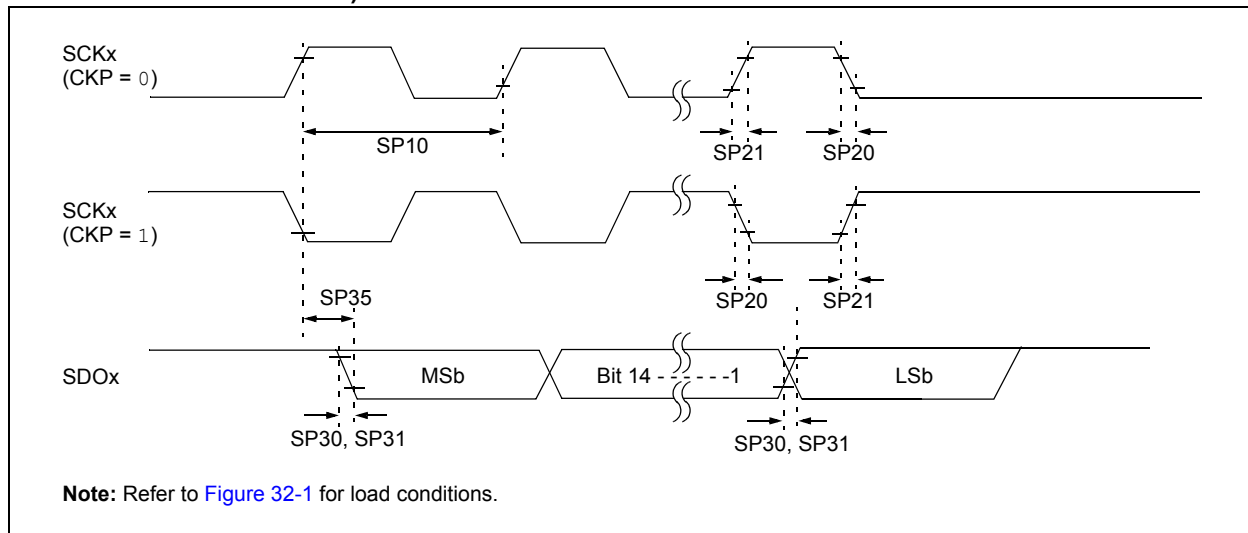 SCKx
(CKP = 0)
SP10
SP21
SP20
SCKx
(CKP = 1)
SP35
SP20
SP21
SDOx
MSb
Bit 14 - - - - - -1
LSb
SP30, SP31
SP30, SP31
Note: Refer to Figure 32-1 for load conditions.